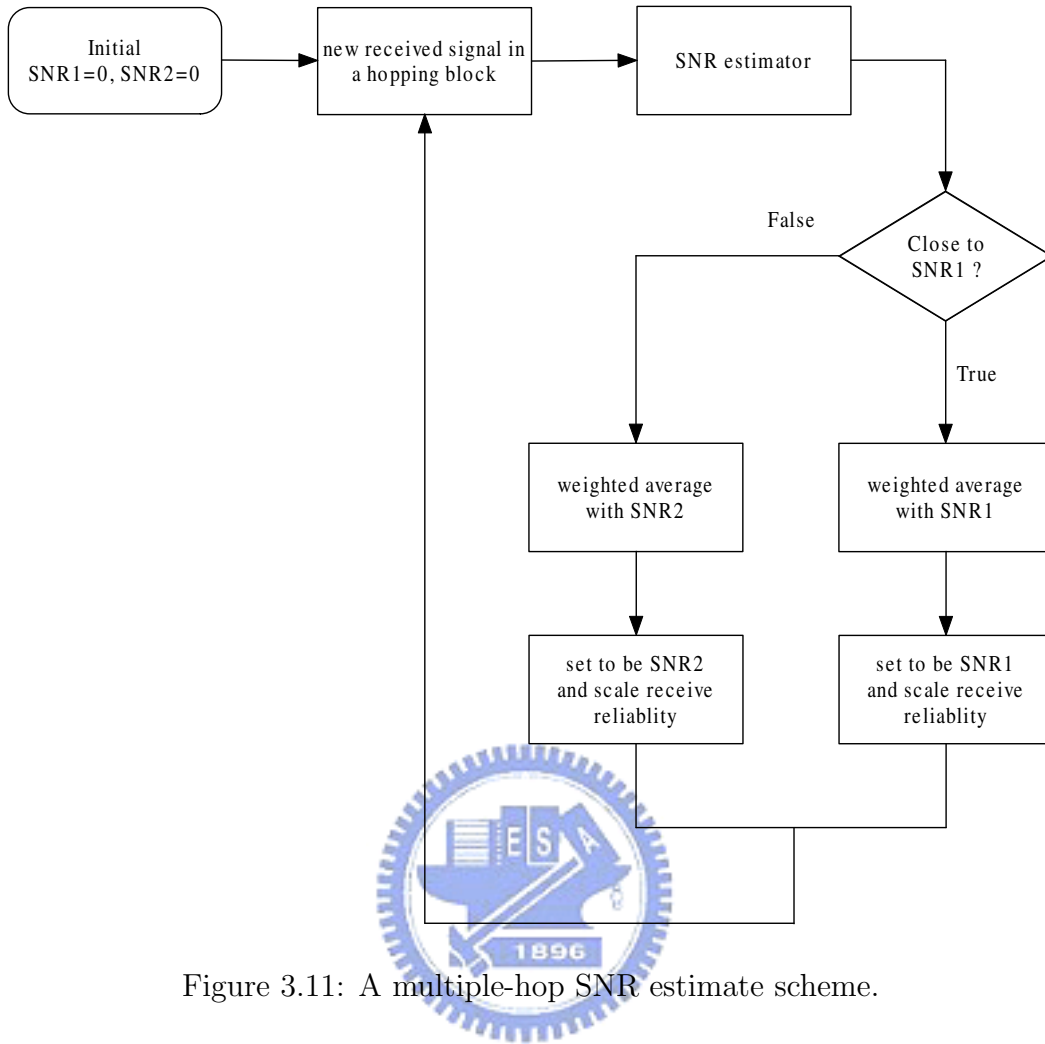 Initial
SNR1=0, SNR2=0
new received signal in
a hopping block
SNR estimator
False
Close to
SNR1 ?
True
weighted average
with SNR2
weighted average
with SNR1
set to be SNR2
and scale receive
reliablity
set to be SNR1
and scale receive
reliablity
E S A
1896
Figure 3.11: A multiple-hop SNR estimate scheme.